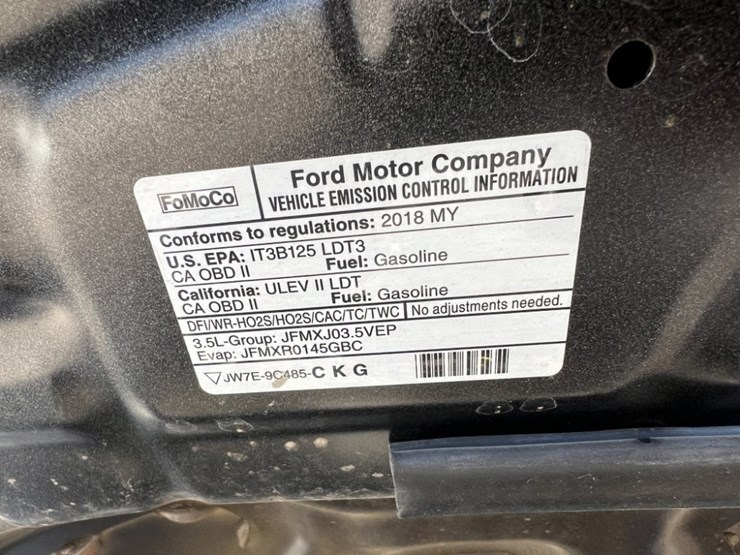 FoMoCo
Ford Motor Company
VEHICLE EMISSION CONTROL INFORMATION
Conforms to regulations: 2018 MY
U.S. EPA: IT3B125 LDT3
CA OBD II Fuel: Gasoline
California: ULEV II LDT
CA OBD II Fuel: Gasoline
DFI/WR-HO2S/HO2S/CAC/TC/TWC No adjustments needed.
3.5L-Group: JFMXJ03.5VEP
Evap: JFMXR0145GBC
JW7E-9C485-C K G